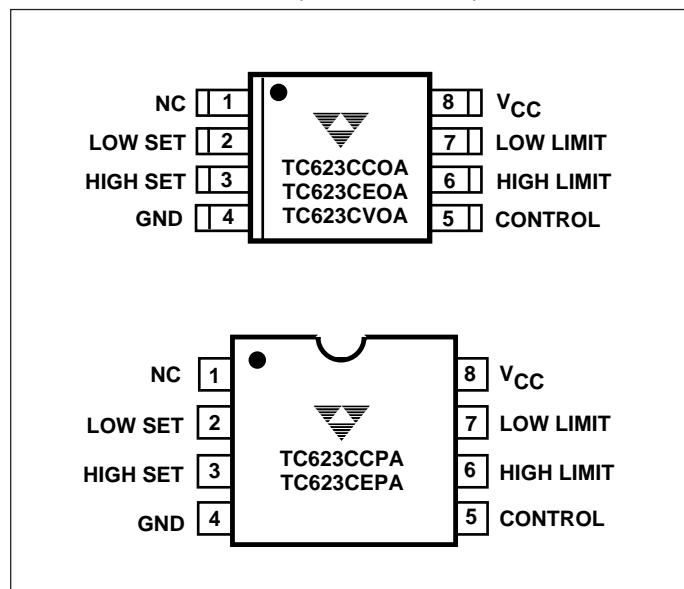 NC 1 8 VCC
LOW SET 2 7 LOW LIMIT
HIGH SET 3 6 HIGH LIMIT
GND 4 5 CONTROL
TC623CCOA
TC623CEOA
TC623CVOA
NC 1 8 VCC
LOW SET 2 7 LOW LIMIT
HIGH SET 3 6 HIGH LIMIT
GND 4 5 CONTROL
TC623CCPA
TC623CEPA